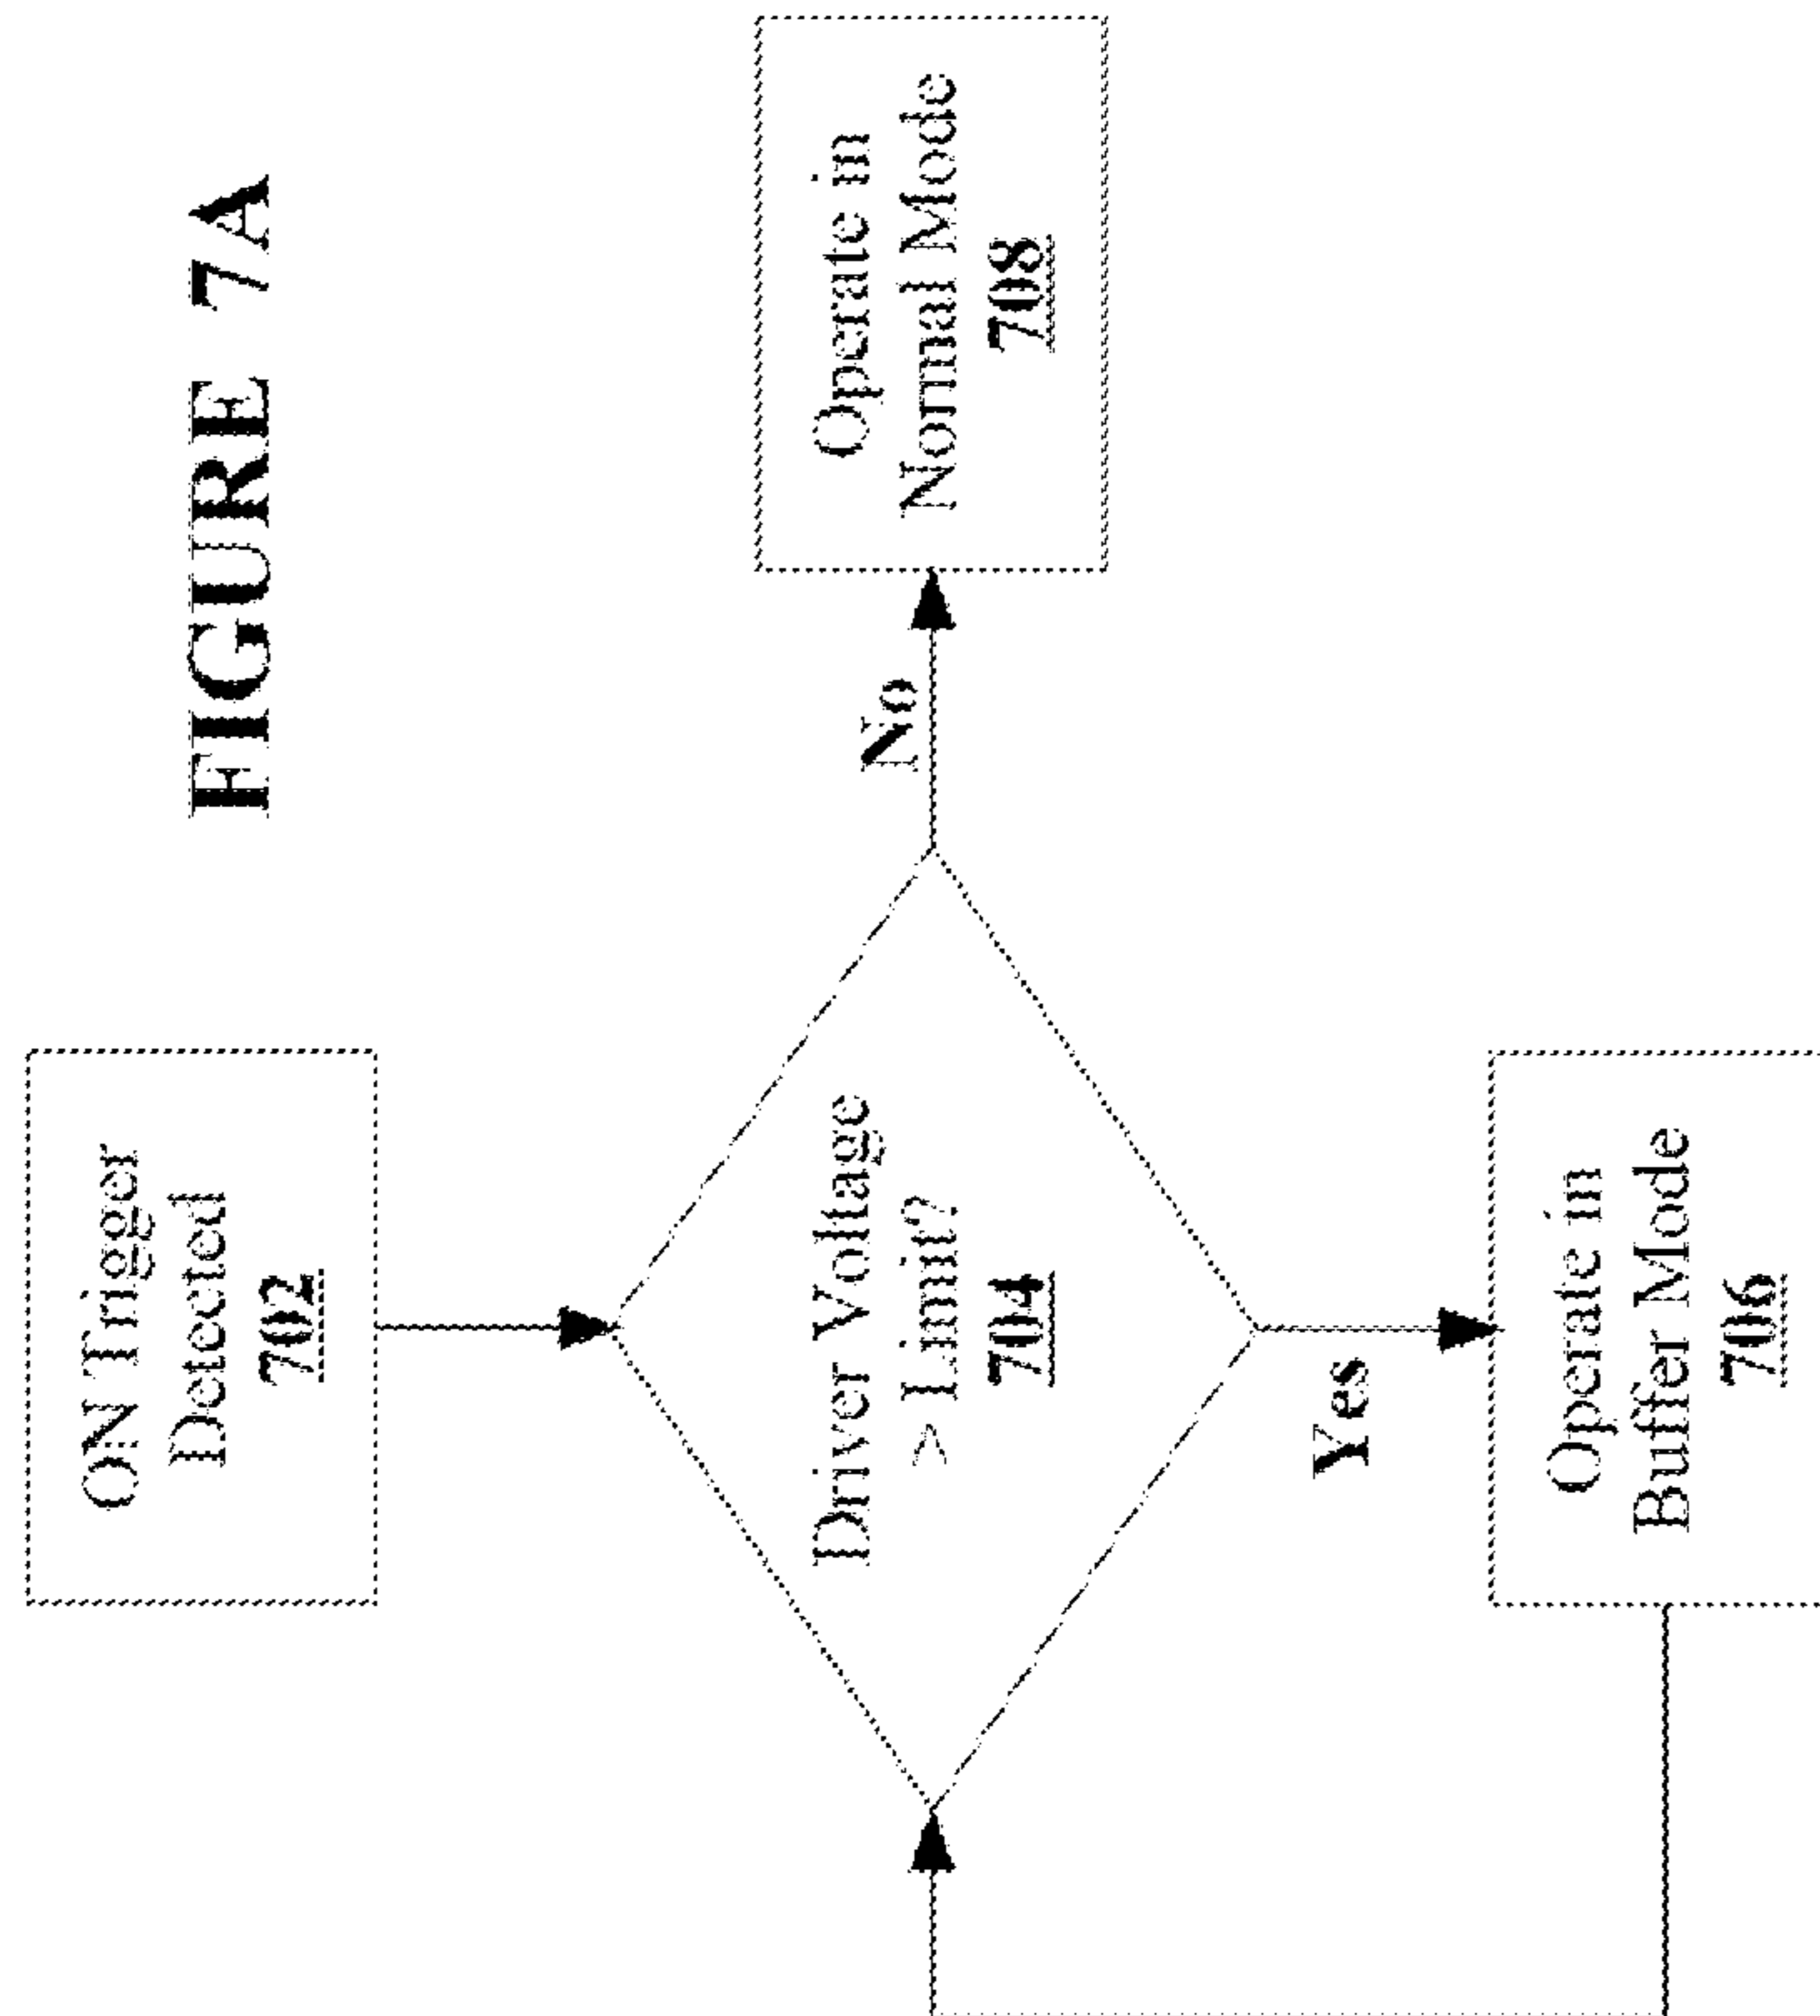 FIGURE 7A
ON Trigger
Detected
702
Driver Voltage
> Limit?
704
No
Operate in
Normal Mode
708
Yes
Operate in
Buffer Mode
706